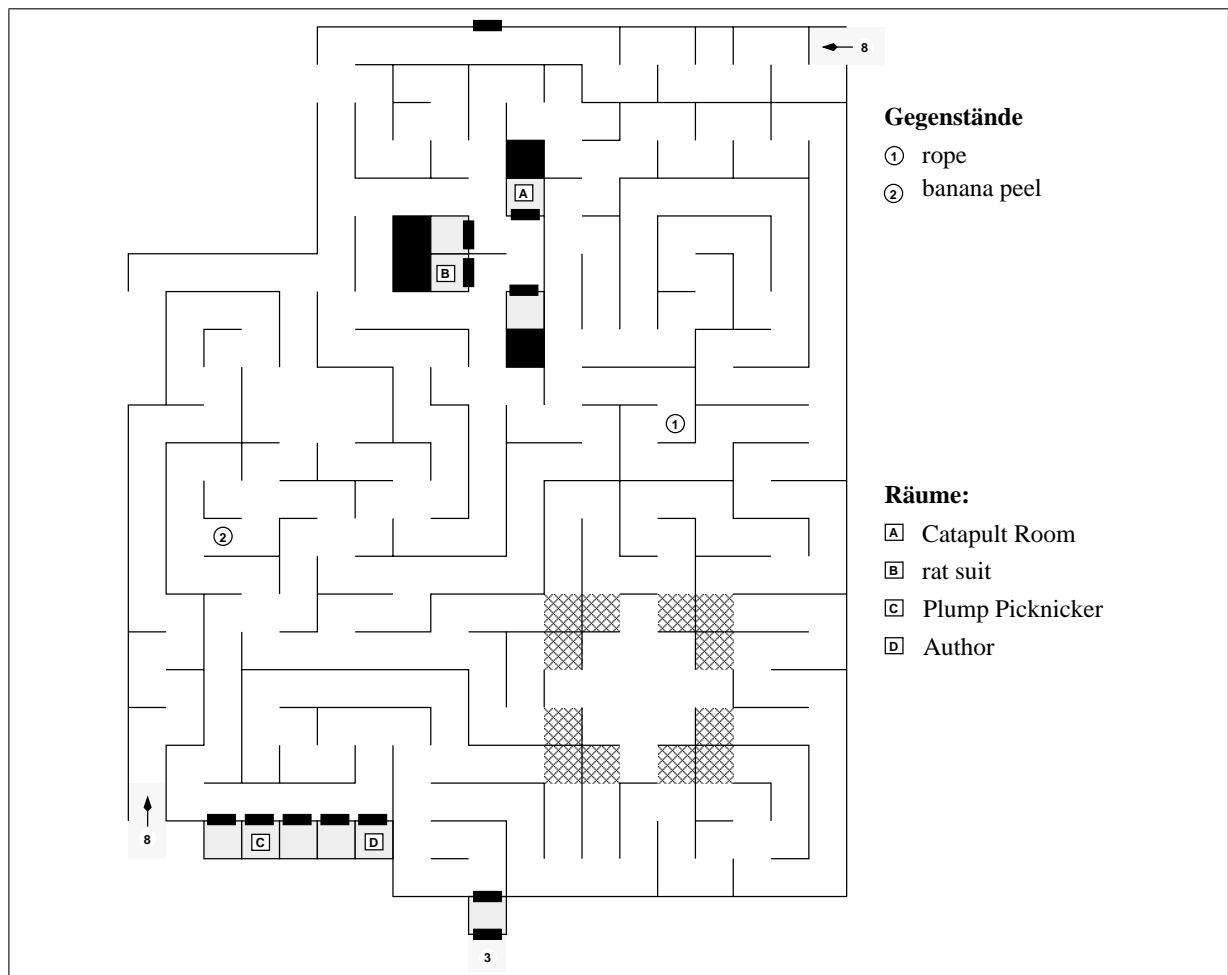 8
Gegenstände
1 rope
2 banana peel
A
B
1
Räume:
A Catapult Room
2
B rat suit
C Plump Picknicker
D Author
8
C
D
3